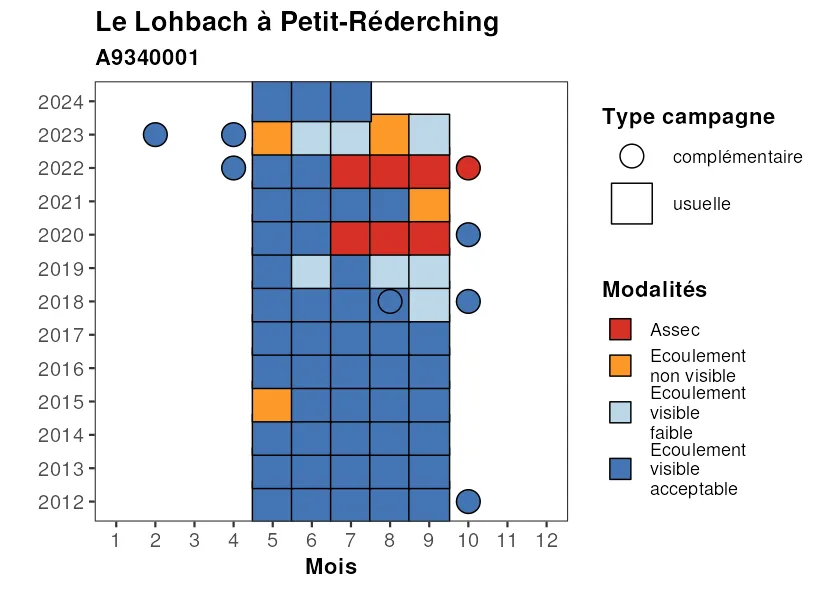 Le Lohbach à Petit-Réderching
A9340001
2024
2023
2022
2021
2020
2019
2018
2017
2016
2015
2014
2013
2012
1 2 3 4 5 6 7 8 9 10 11 12
Mois
Type campagne
complémentaire
usuelle
Modalités
Assec
Ecoulement
non visible
Ecoulement
visible
faible
Ecoulement
visible
acceptable